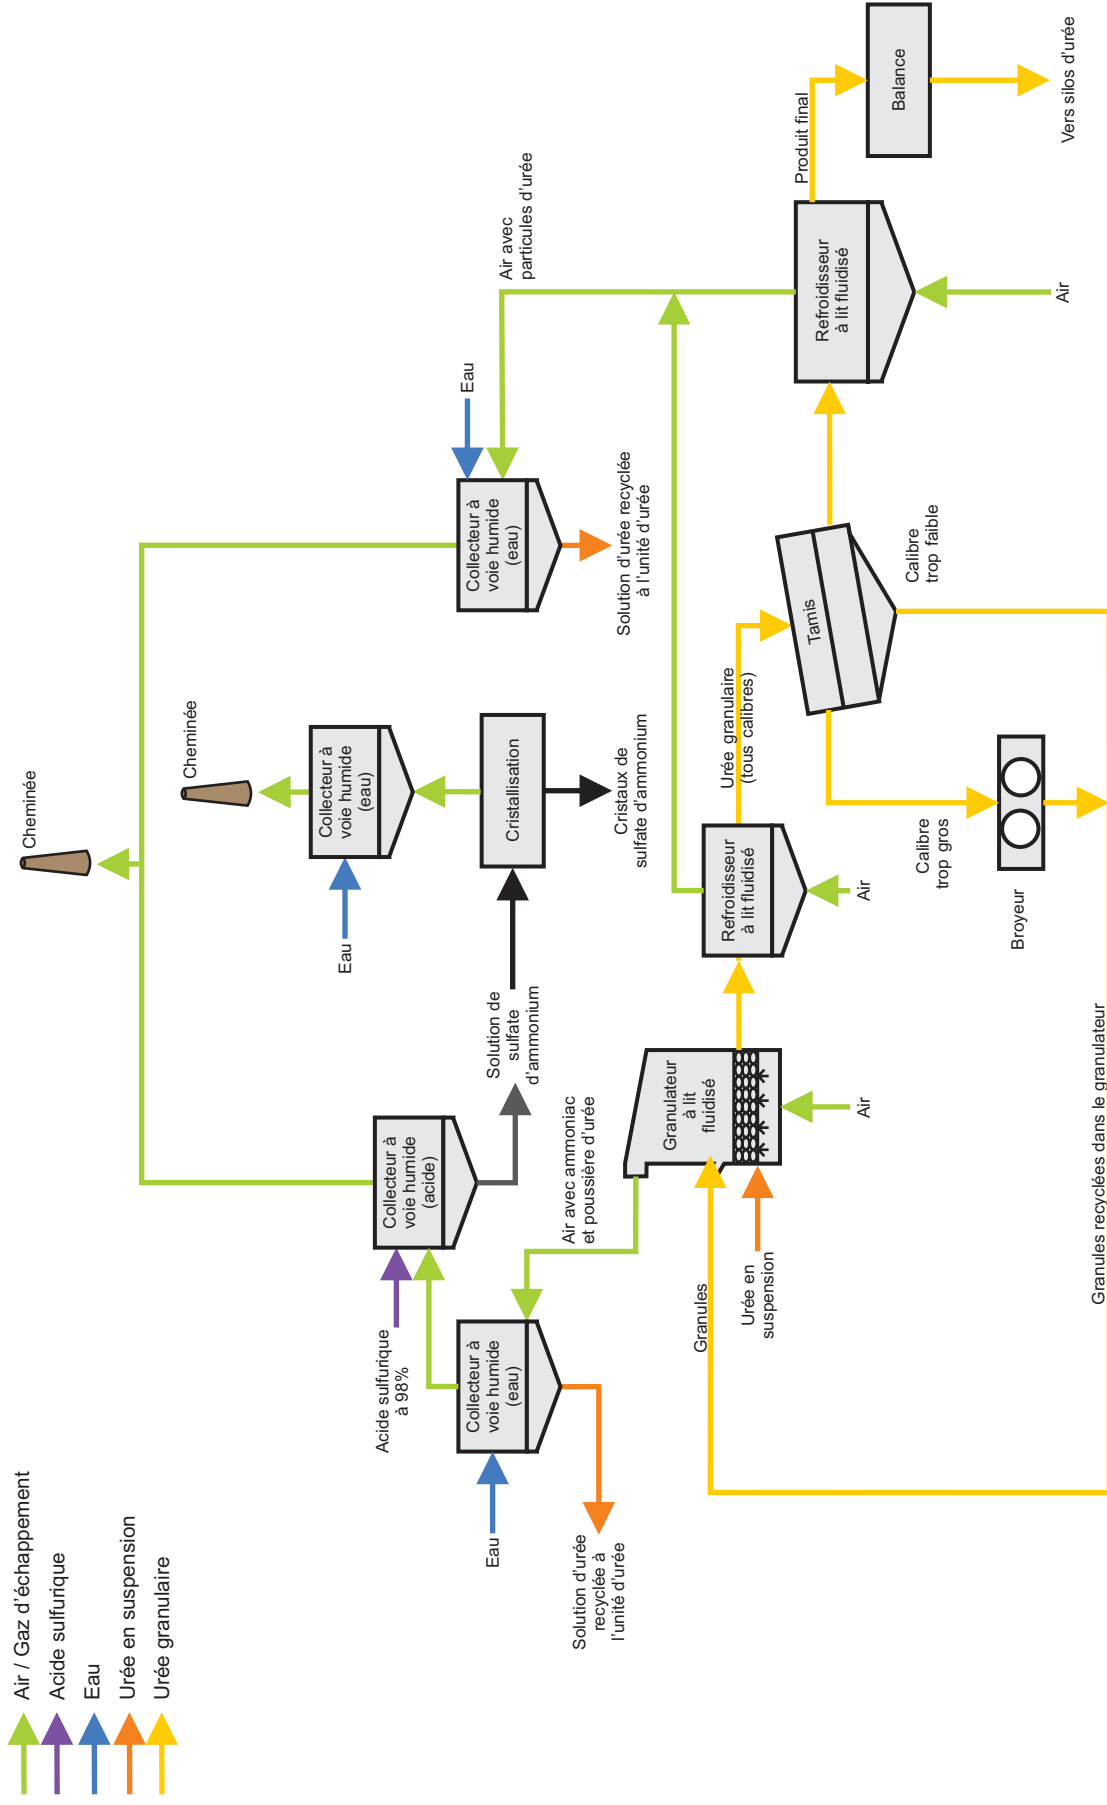 Air / Gaz d'échappement
Acide sulfurique
Eau
Urée en suspension
Urée granulaire
Cheminée
Cheminée
Eau
Collecteur à
voie humide
(eau)
Acide sulfurique
à 98%
Collecteur à
voie humide
(acide)
Solution de
sulfate
d'ammonium
Cristallisation
Cristaux de
sulfate d'ammonium
Collecteur à
voie humide
(eau)
Eau
Air avec
particules d'urée
Solution d'urée recyclée
à l'unité d'urée
Eau
Collecteur à
voie humide
(eau)
Solution d'urée
recyclée à
l'unité d'urée
Air avec ammoniac
et poussière d'urée
Granulateur
à lit
fluidisé
Granules
Urée en
suspension
Air
Refroidisseur
à lit fluidisé
Air
Urée granulaire
(tous calibres)
Tamis
Calibre
trop gros
Calibre
trop faible
Broyeur
Refroidisseur
à lit fluidisé
Air
Produit final
Balance
Vers silos d'urée
Granules recyclées dans le granulateur